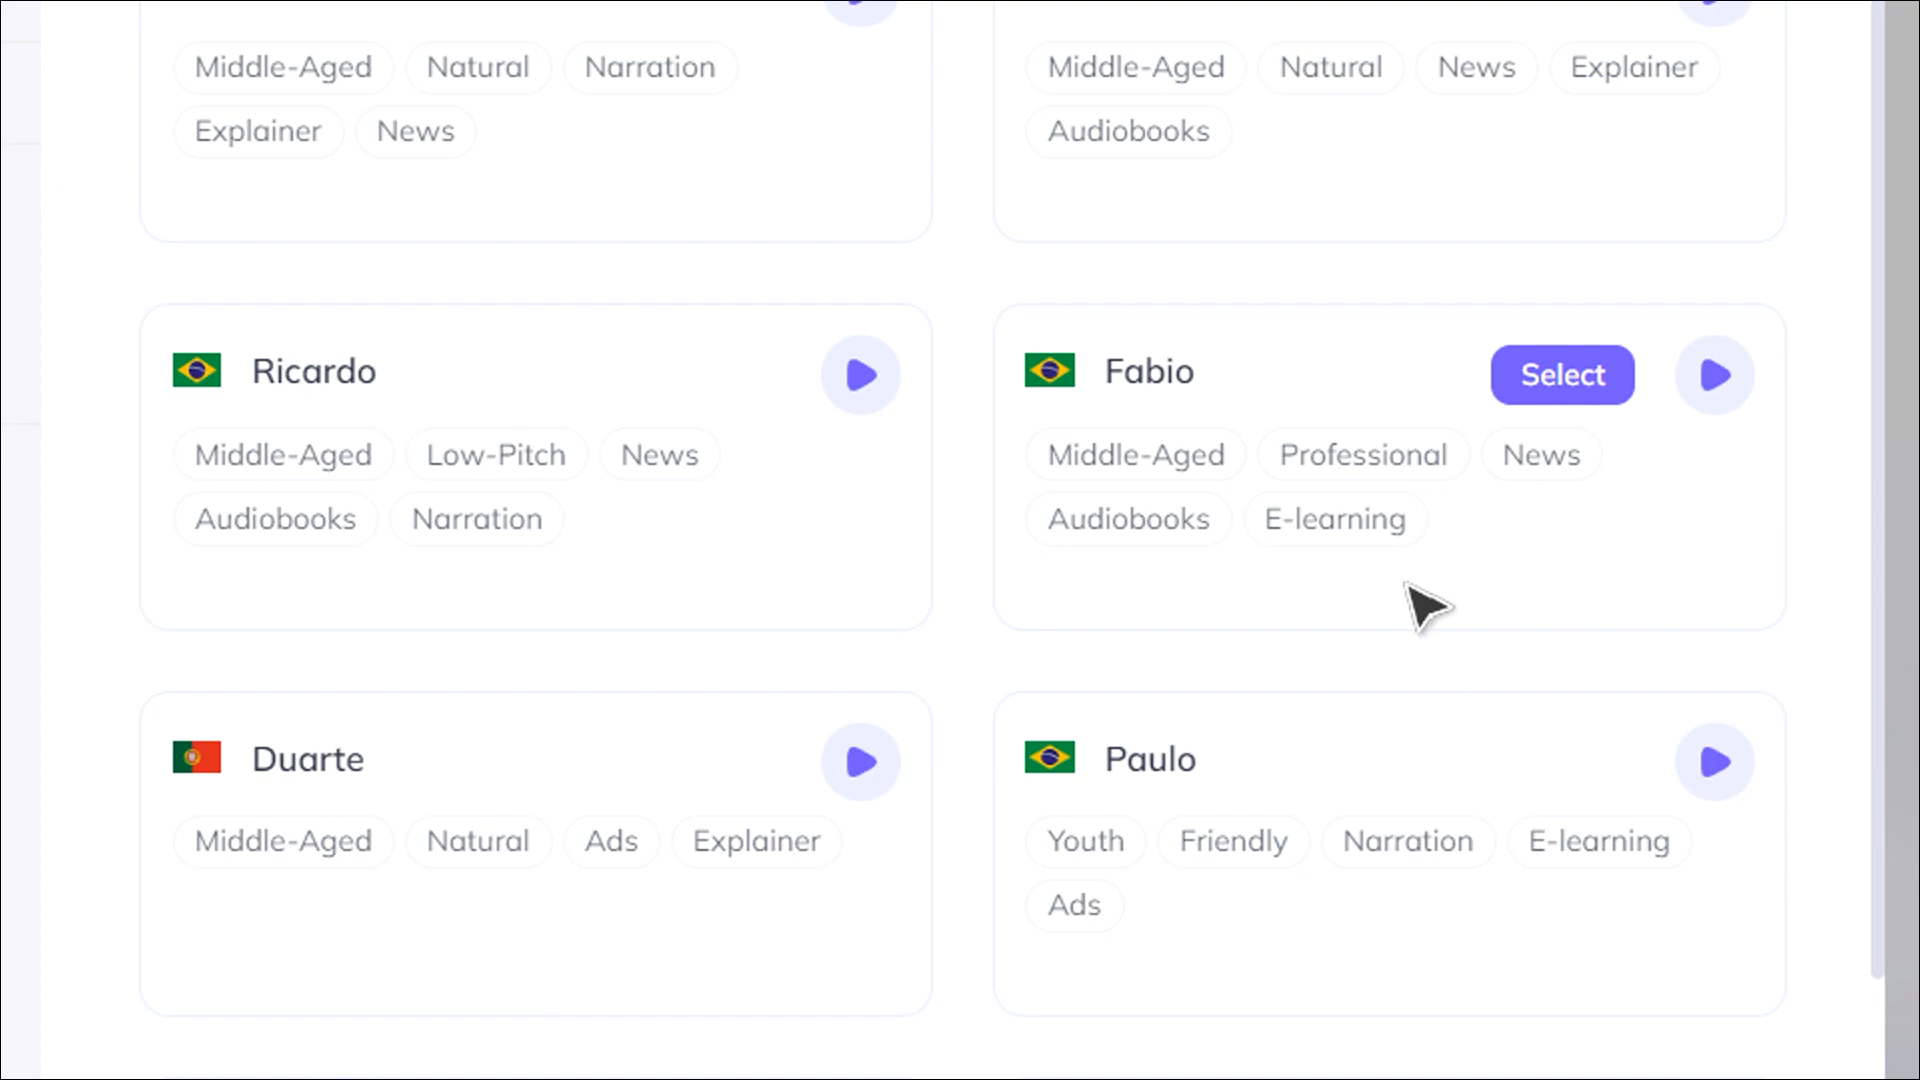 Middle-Aged Natural Narration
Explainer News
Middle-Aged Natural News Explainer
Audiobooks
Ricardo
Middle-Aged Low-Pitch News
Audiobooks Narration
Fabio Select
Middle-Aged Professional News
Audiobooks E-learning
Duarte
Middle-Aged Natural Ads Explainer
Paulo
Youth Friendly Narration E-learning
Ads